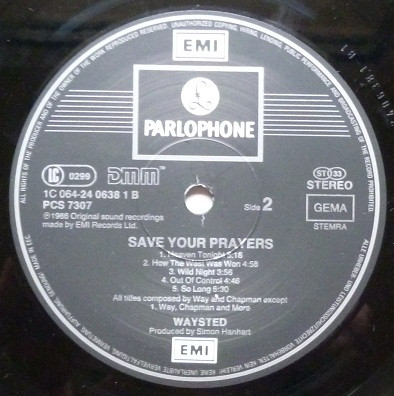 EMI
£
PARLOPHONE
LC 0299
DMM
1C 064-24 0638 1 B
PCS 7307
℗1986 Original sound recordings
made by EMI Records Ltd.
ST 33
STEREO
GEMA
STEMRA
Side 2
SAVE YOUR PRAYERS
1. Heaven Tonight 5:16
2. How The West Was Won 4:58
3. Wild Night 3:56
4. Out Of Control 4:46
5. So Long 5:30
All titles composed by Way and Chapman except
1. Way, Chapman and More
WAYSTED
Produced by Simon Hanhart
EMI
ALL RIGHTS OF THE PRODUCER AND OF THE OWNER OF THE WORK REPRODUCED RESERVED. UNAUTHORIZED COPYING, HIRING, LENDING, PUBLIC PERFORMANCE AND BROADCASTING OF THE RECORD PROHIBITED.